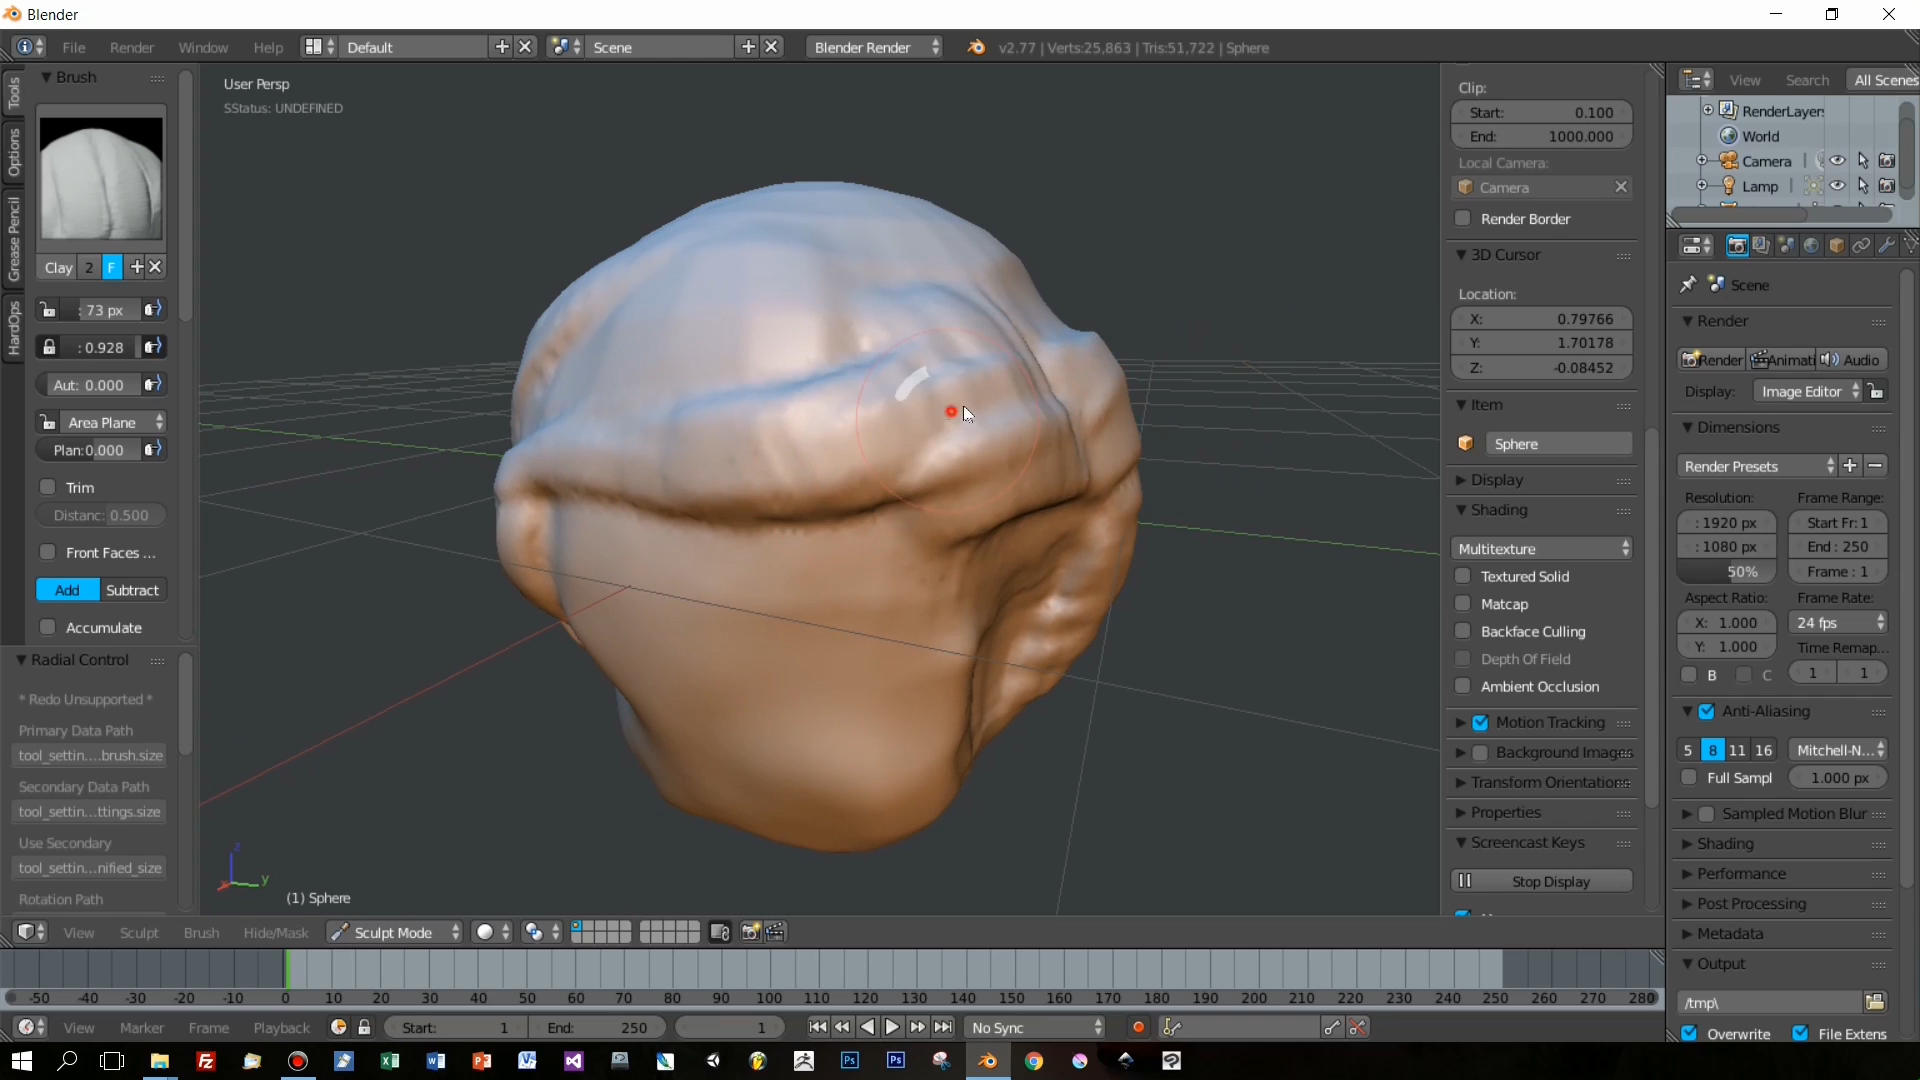 Blender
File Render Window Help Default Scene Blender Render v2.77 | Verts:25,863 | Tris:51,722 | Sphere
Tools
Options
Grease Pencil
HardOps
Brush
Clay 2 F
: 73 px
: 0.928
Aut: 0.000
Area Plane
Plan:0.000
Trim
Distanc: 0.500
Front Faces ...
Add Subtract
Accumulate
Radial Control
* Redo Unsupported *
Primary Data Path
tool_settin....brush.size
Secondary Data Path
tool_settin...ttings.size
Use Secondary
tool_settin...nified_size
Rotation Path
User Persp
SStatus: UNDEFINED
z
y
(1) Sphere
Clip:
Start: 0.100
End: 1000.000
Local Camera:
Camera
Render Border
3D Cursor
Location:
X: 0.79766
Y: 1.70178
Z: -0.08452
Item
Sphere
Display
Shading
Multitexture
Textured Solid
Matcap
Backface Culling
Depth Of Field
Ambient Occlusion
Motion Tracking
Background Images
Transform Orientations
Properties
Screencast Keys
Stop Display
View Search All Scenes
RenderLayers
World
Camera
Lamp
Scene
Render
Render Animati Audio
Display: Image Editor
Dimensions
Render Presets
Resolution: Frame Range:
: 1920 px Start Fr: 1
: 1080 px End : 250
50% Frame : 1
Aspect Ratio: Frame Rate:
X: 1.000 24 fps
Y: 1.000 Time Remap...
B C 1 1
Anti-Aliasing
5 8 11 16 Mitchell-N...
Full Sampl 1.000 px
Sampled Motion Blur
Shading
Performance
Post Processing
Metadata
Output
/tmp\
Overwrite File Extens
View Sculpt Brush Hide/Mask Sculpt Mode
-50 -40 -30 -20 -10 0 10 20 30 40 50 60 70 80 90 100 110 120 130 140 150 160 170 180 190 200 210 220 230 240 250 260 270 280
View Marker Frame Playback Start: 1 End: 250 1 No Sync